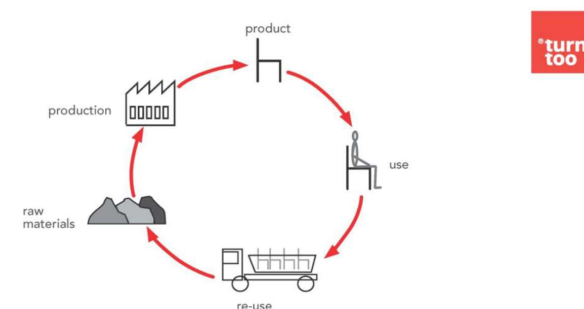 product
®turn
too
production
use
raw
materials
re-use